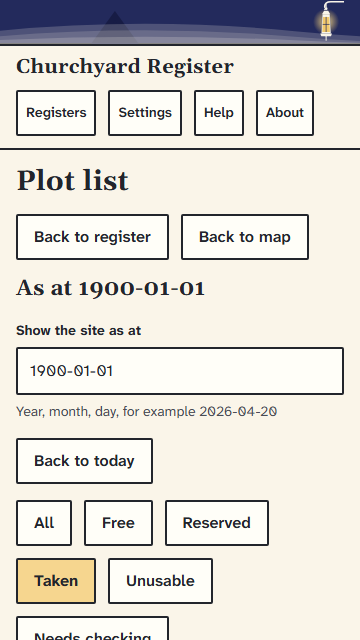 Churchyard Register
Registers Settings Help About
Plot list
Back to register Back to map
As at 1900-01-01
Show the site as at
1900-01-01
Year, month, day, for example 2026-04-20
Back to today
All Free Reserved
Taken Unusable
Needs checking